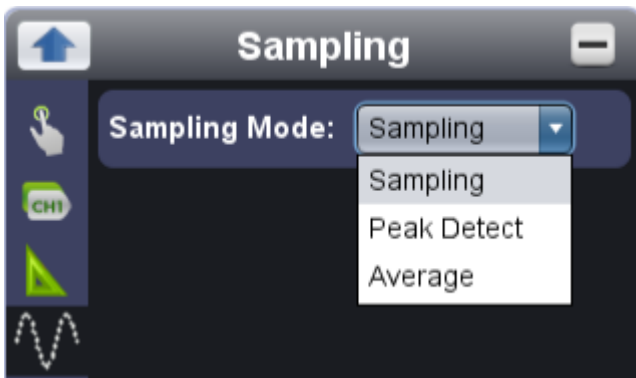 Sampling
Sampling Mode: Sampling
Sampling
CH1
Peak Detect
Average